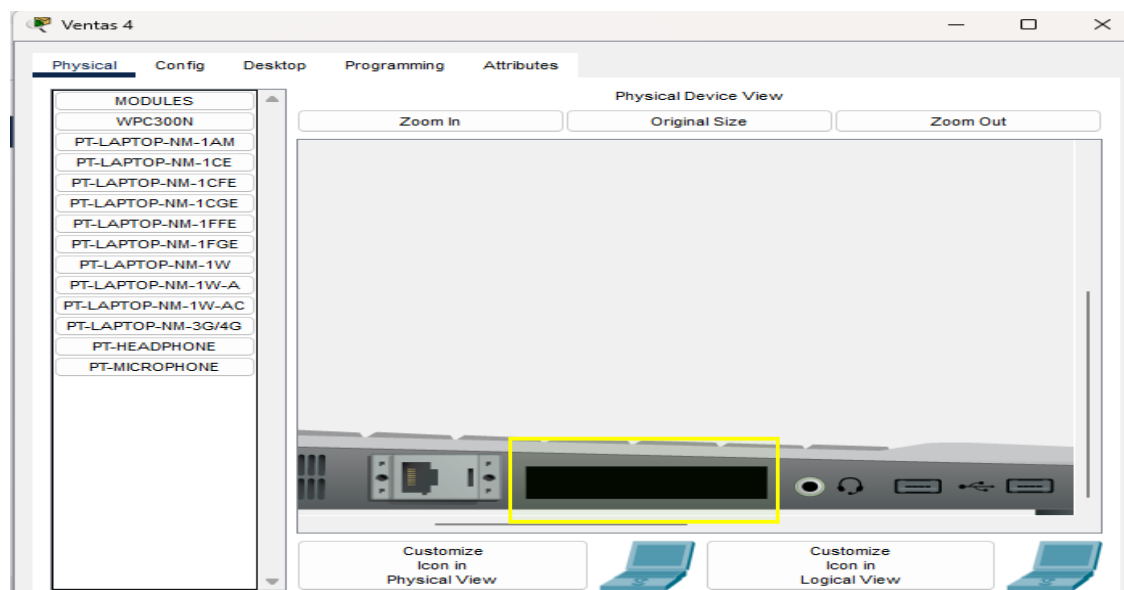 Ventas 4
Physical Config Desktop Programming Attributes
MODULES
WPC300N
PT-LAPTOP-NM-1AM
PT-LAPTOP-NM-1CE
PT-LAPTOP-NM-1CFE
PT-LAPTOP-NM-1CGE
PT-LAPTOP-NM-1FFE
PT-LAPTOP-NM-1FGE
PT-LAPTOP-NM-1W
PT-LAPTOP-NM-1W-A
PT-LAPTOP-NM-1W-AC
PT-LAPTOP-NM-3G/4G
PT-HEADPHONE
PT-MICROPHONE
Physical Device View
Zoom In Original Size Zoom Out
Customize
Icon in
Physical View
Customize
Icon in
Logical View